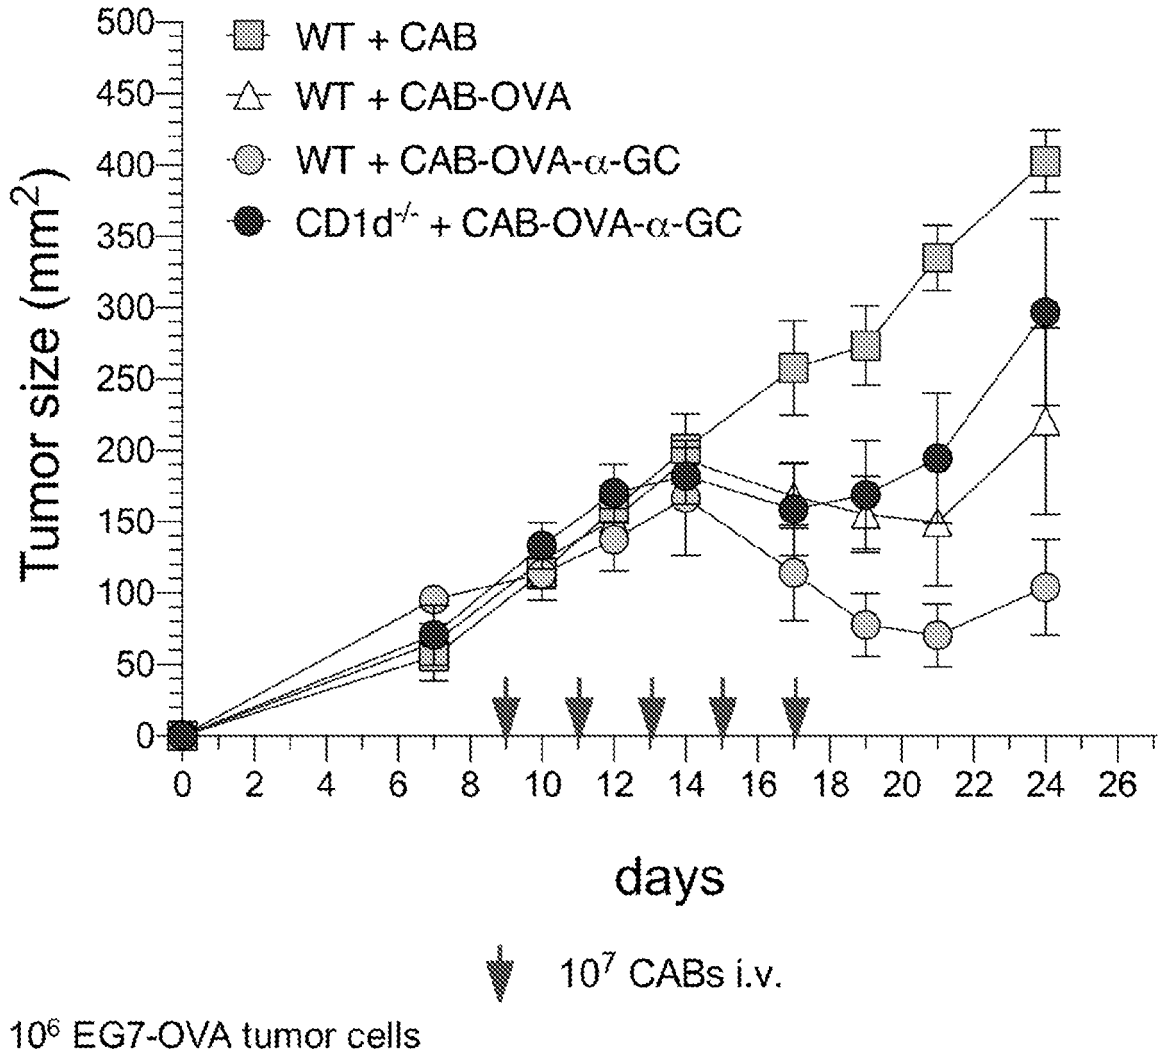 WT + CAB
WT + CAB-OVA
WT + CAB-OVA-α-GC
CD1d-/- + CAB-OVA-α-GC
Tumor size (mm2)
500
450
400
350
300
250
200
150
100
50
0
0 2 4 6 8 10 12 14 16 18 20 22 24 26
days
10⁷ CABs i.v.
10⁶ EG7-OVA tumor cells